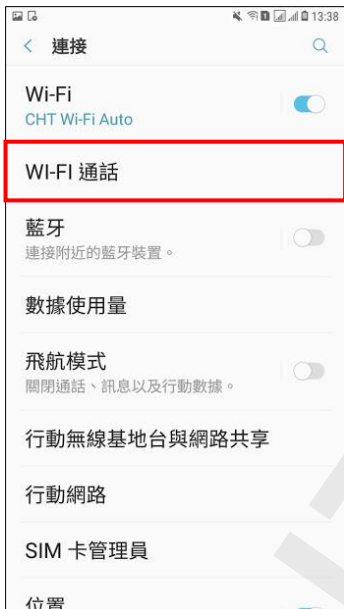 13:38
連接
Wi-Fi
CHT Wi-Fi Auto
WI-FI 通話
藍牙
連接附近的藍牙裝置。
數據使用量
飛航模式
關閉通話、訊息以及行動數據。
行動無線基地台與網路共享
行動網路
SIM 卡管理員
位置